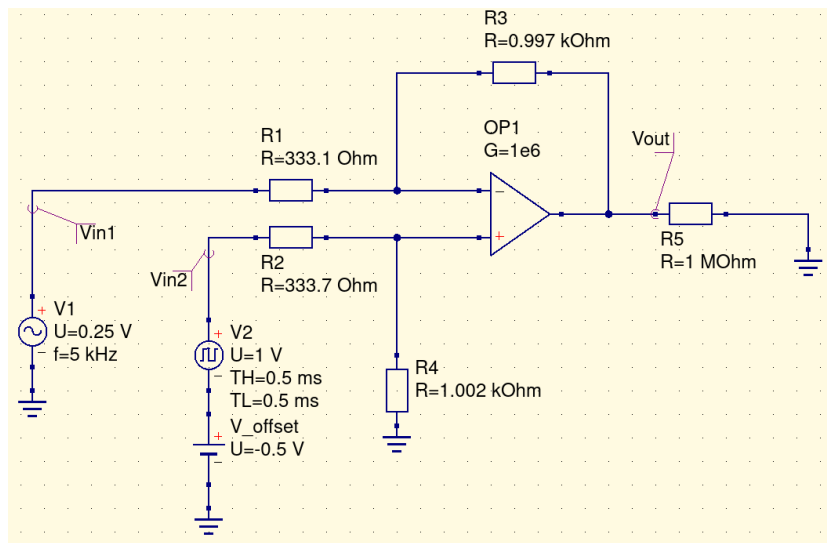 R3
R=0.997 kOhm
R1
R=333.1 Ohm
OP1
G=1e6
Vout
Vin1
Vin2
R2
R=333.7 Ohm
R5
R=1 MOhm
V1
U=0.25 V
f=5 kHz
V2
U=1 V
TH=0.5 ms
TL=0.5 ms
R4
R=1.002 kOhm
V_offset
U=-0.5 V